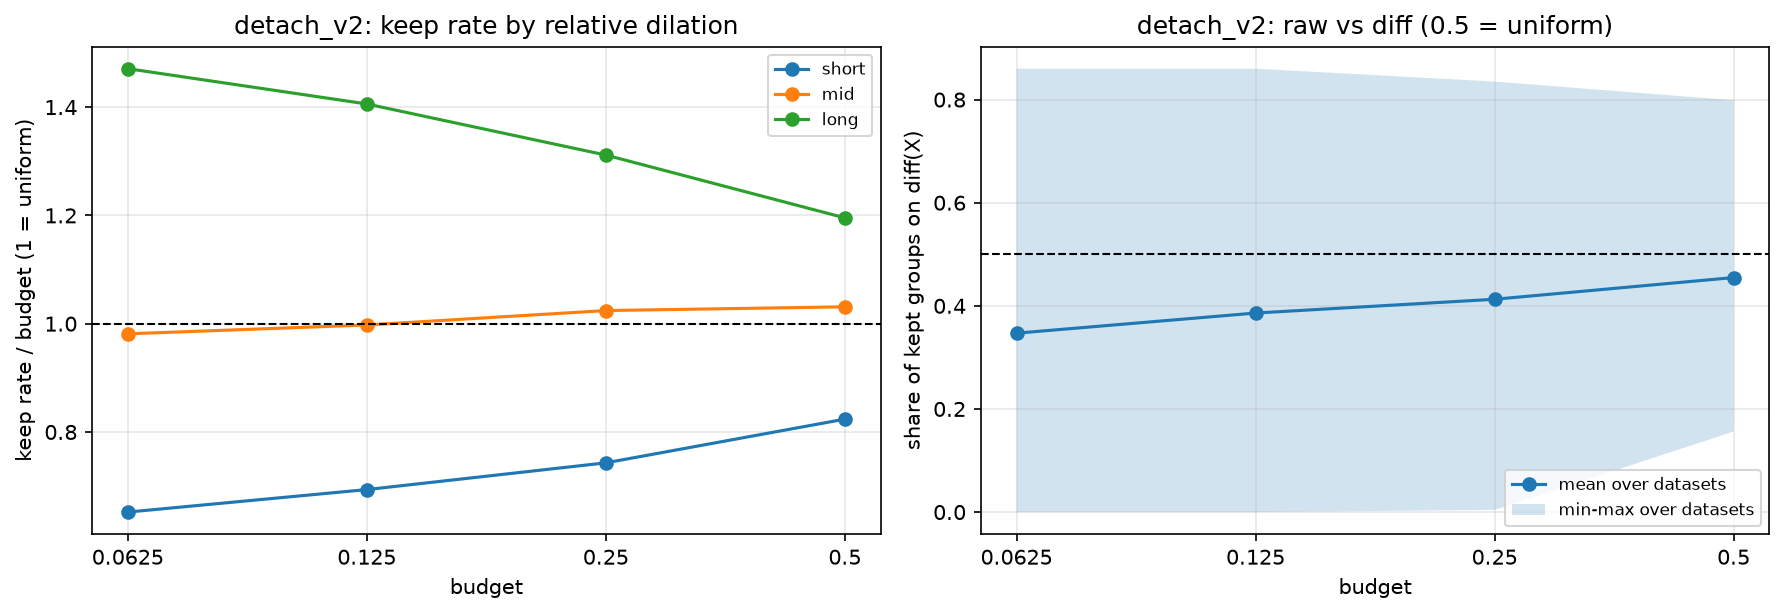 detach_v2: keep rate by relative dilation
keep rate / budget (1 = uniform)
1.4
1.2
1.0
0.8
short
mid
long
0.0625
0.125
0.25
0.5
budget
detach_v2: raw vs diff (0.5 = uniform)
share of kept groups on diff(X)
0.8
0.6
0.4
0.2
0.0
mean over datasets
min-max over datasets
0.0625
0.125
0.25
0.5
budget